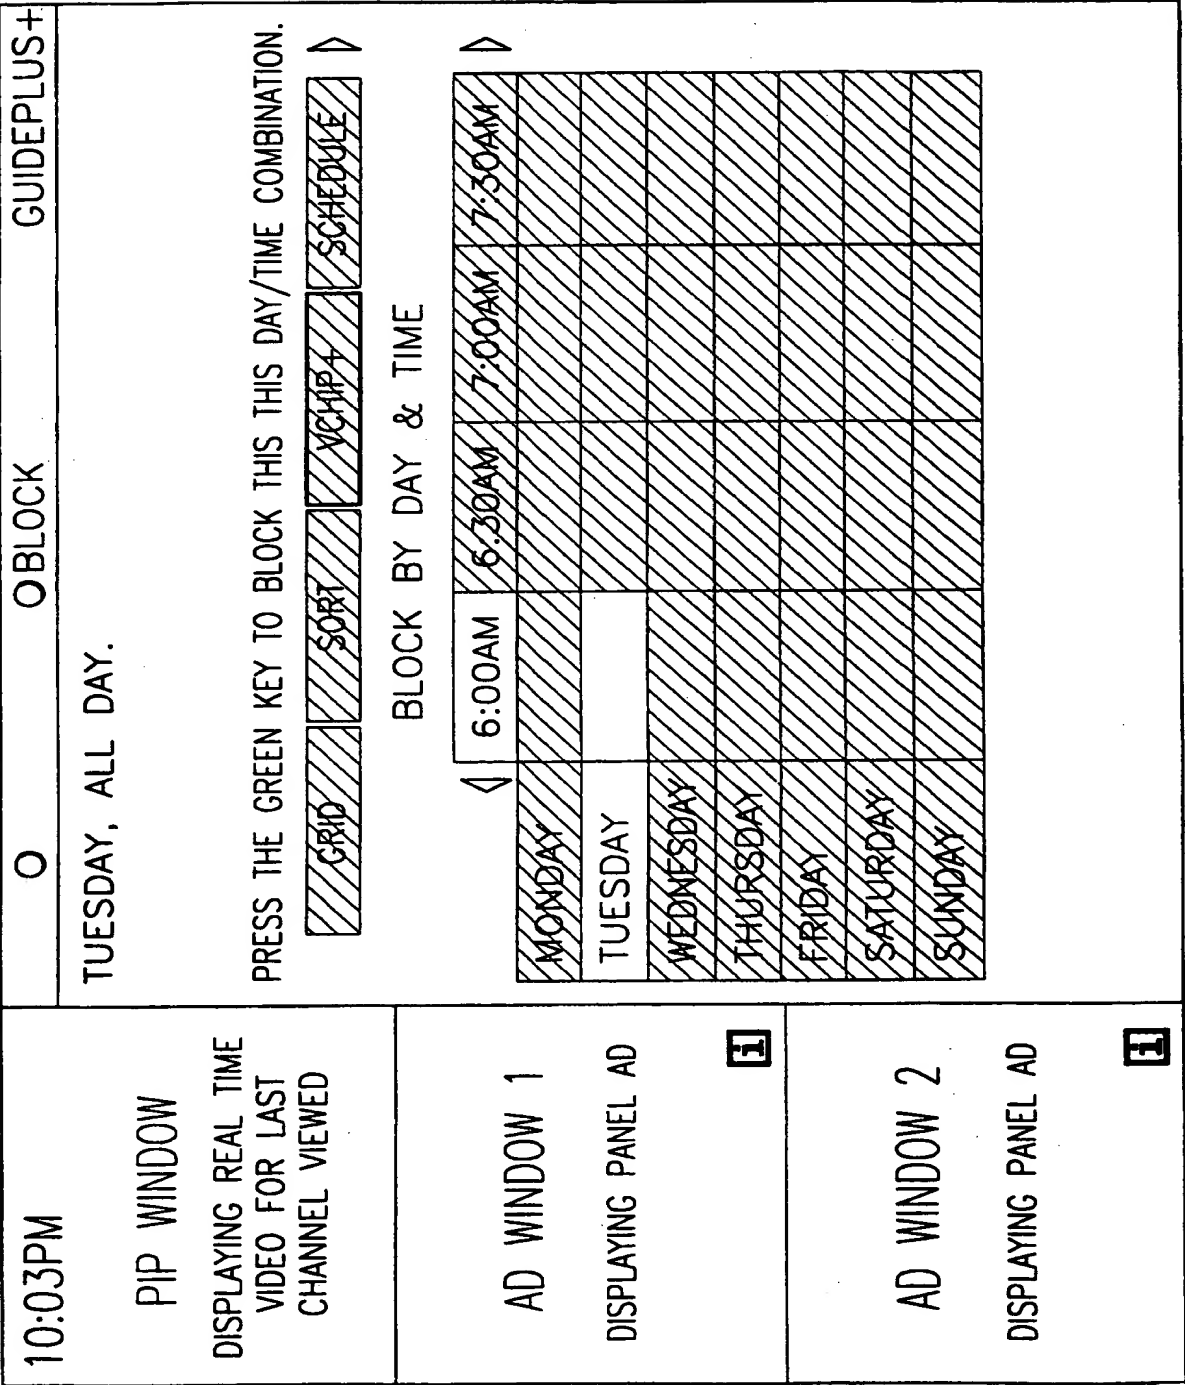 10:03PM
O
O BLOCK
GUIDEPLUS+
PIP WINDOW
DISPLAYING REAL TIME
VIDEO FOR LAST
CHANNEL VIEWED
AD WINDOW 1
DISPLAYING PANEL AD
i
AD WINDOW 2
DISPLAYING PANEL AD
i
TUESDAY, ALL DAY.
PRESS THE GREEN KEY TO BLOCK THIS THIS DAY/TIME COMBINATION.
GRID SORT VCHIP+ SCHEDULE
BLOCK BY DAY & TIME
6:00AM 6:30AM 7:00AM 7:30AM
MONDAY
TUESDAY
WEDNESDAY
THURSDAY
FRIDAY
SATURDAY
SUNDAY